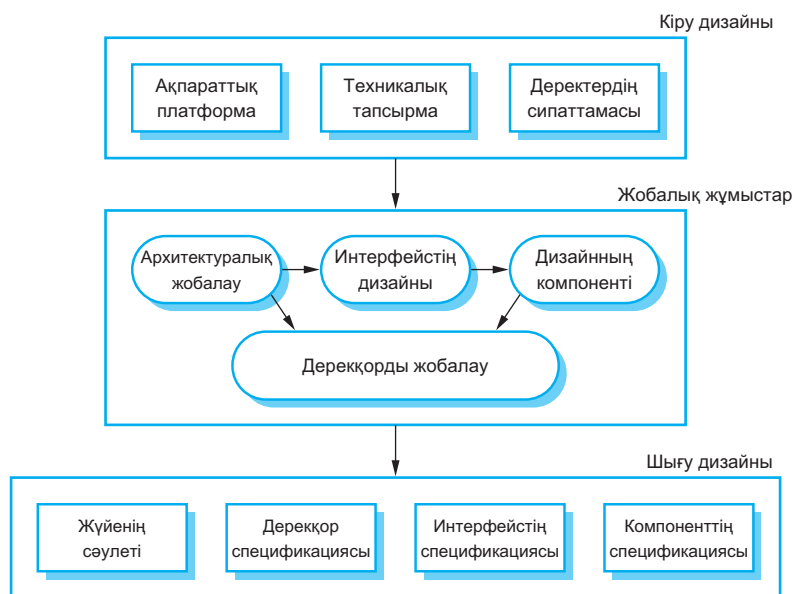 Кіру дизайны
Ақпараттық
платформа
Техникалық
тапсырма
Деректердің
сипаттамасы
Жобалық жұмыстар
Архитектуралық
жобалау
Интерфейстің
дизайны
Дизайнның
компоненті
Дерекқорды жобалау
Шығу дизайны
Жүйенің
сәулеті
Дерекқор
спецификациясы
Интерфейстің
спецификациясы
Компоненттің
спецификациясы